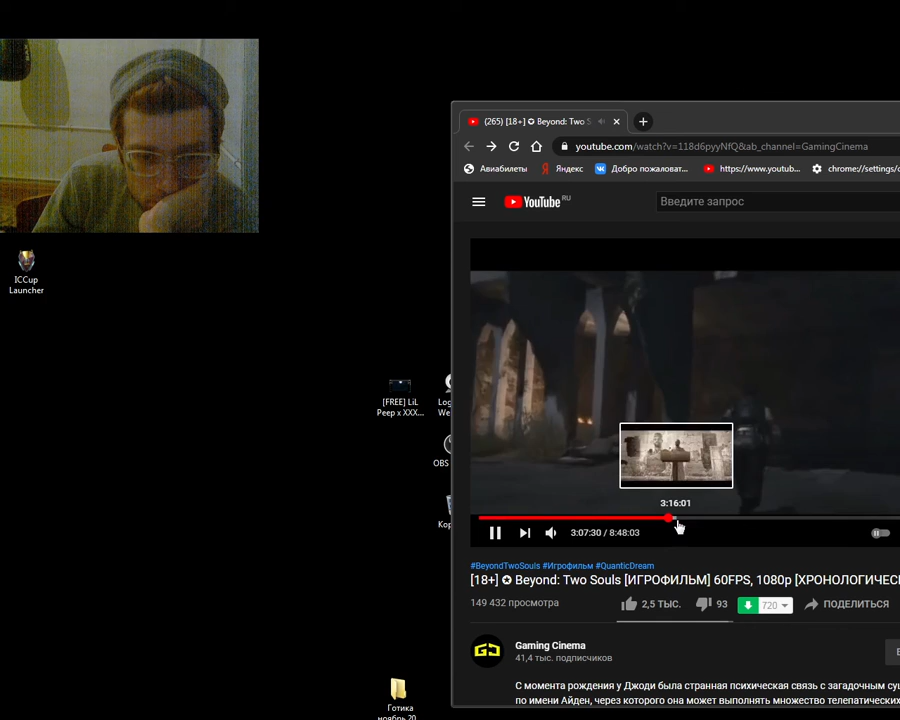 ICCup
Launcher
[FREE] LiL
Peep x XXX...
Log
We
OBS
Кор
Готика
ноябрь 20
(265) [18+] ✪ Beyond: Two S
youtube.com/watch?v=118d6pyyNfQ&ab_channel=GamingCinema
Авиабилеты
Яндекс
Добро пожаловат...
https://www.youtub...
chrome://settings/
YouTube RU
Введите запрос
3:16:01
3:07:30 / 8:48:03
#BeyondTwoSouls #Игрофильм #QuanticDream
[18+] ✪ Beyond: Two Souls [ИГРОФИЛЬМ] 60FPS, 1080p [ХРОНОЛОГИЧЕС
149 432 просмотра
2,5 ТЫС.
93
720
ПОДЕЛИТЬСЯ
Gaming Cinema
41,4 тыс. подписчиков
С момента рождения у Джоди была странная психическая связь с загадочным су
по имени Айден, через которого она может выполнять множество телепатических